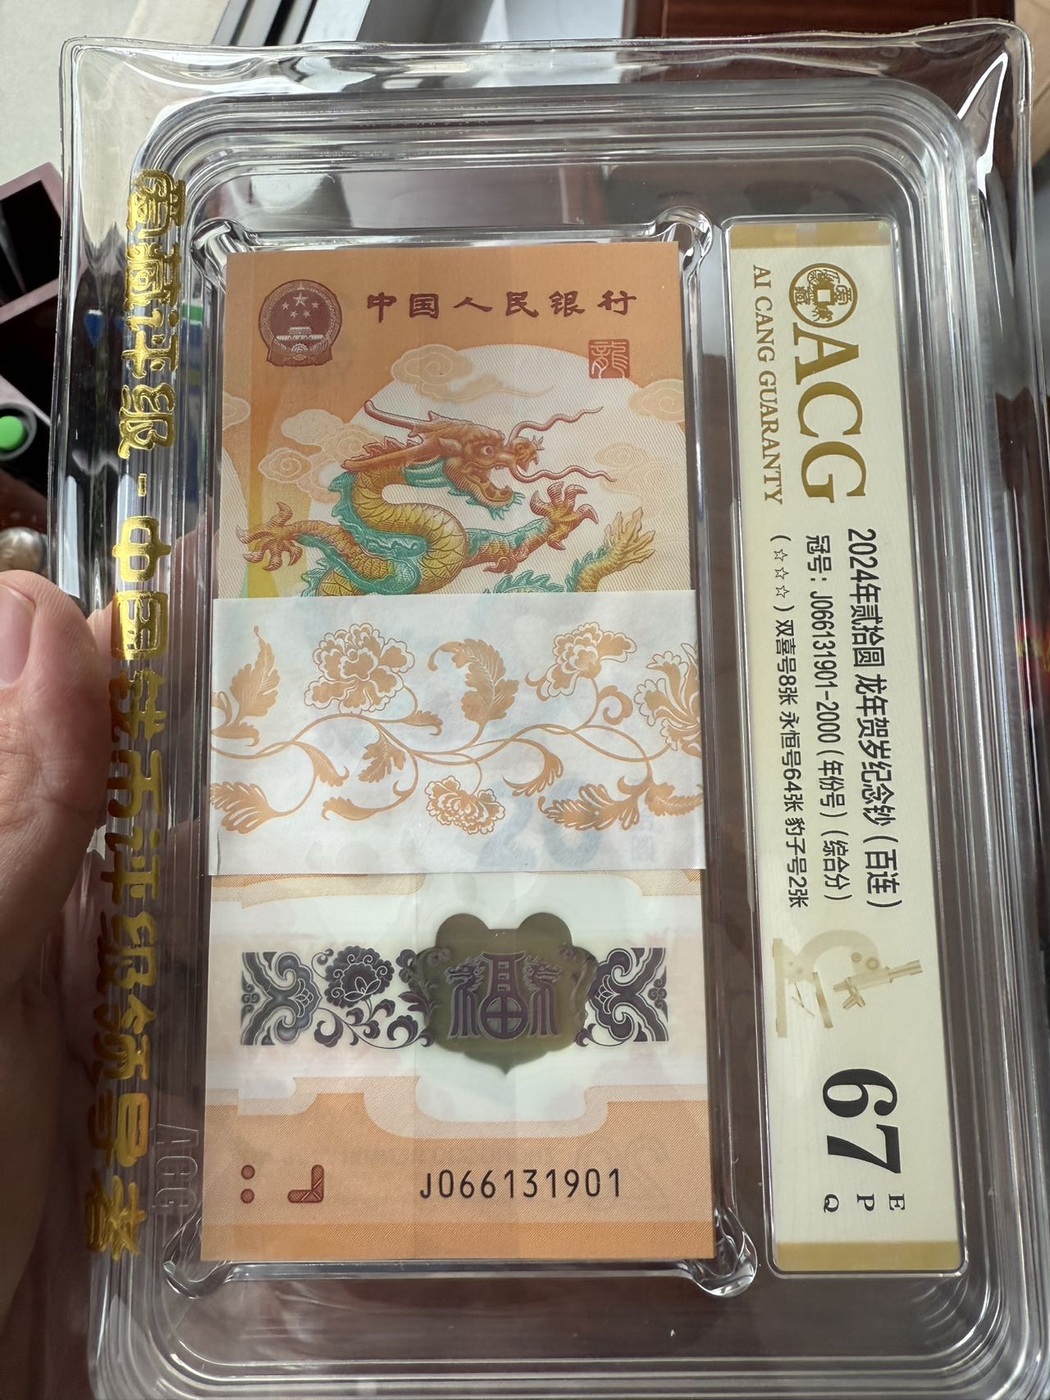 爱藏评级 - 中国钱币评级领导者
中国人民银行
龍
J066131901
ACG
AI CANG GUARANTY
2024年贰拾圆 龙年贺岁纪念钞（百连）
冠号：J066131901-2000（年份号）（综合分）
（☆☆☆）双喜号8张 永恒号64张 豹子号2张
67
EPQ
ACG